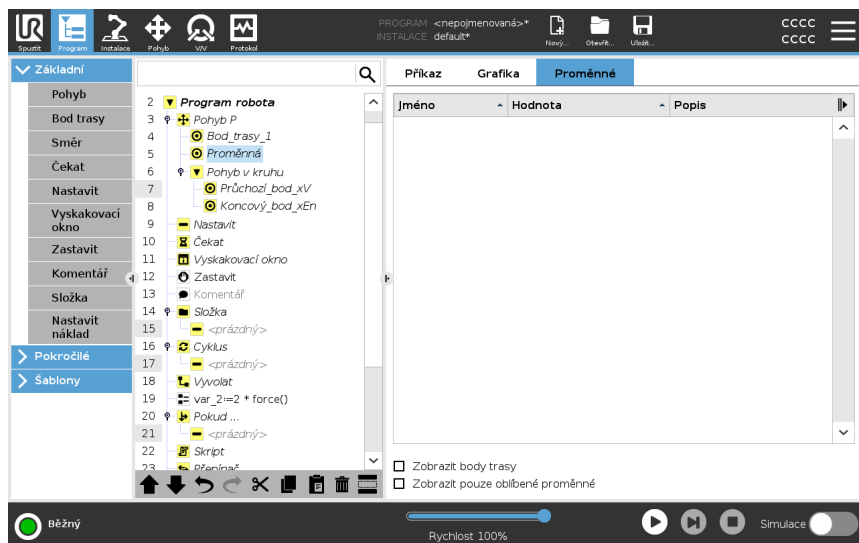 UR
PROGRAM <nepojmenovaná>*
INSTALACE default*
CCCC
CCCC
Spustit Program Instalace Pohyb V/V Protokol Nový... Otevřít... Uložit...
Základní
Pohyb
Bod trasy
Směr
Čekat
Nastavit
Vyskakovací
okno
Zastavit
Komentář
Složka
Nastavit
náklad
Pokročilé
Šablony
2 Program robota
3 Pohyb P
4 Bod_trasy_1
5 Proměnná
6 Pohyb v kruhu
7 Průchozí_bod_xV
8 Koncový_bod_xEn
9 Nastavit
10 Čekat
11 Vyskakovací okno
12 Zastavit
13 Komentář
14 Složka
15 <prázdný>
16 Cyklus
17 <prázdný>
18 Vyvolat
19 var_2:=2 * force()
20 Pokud ...
21 <prázdný>
22 Skript
23 Přepínač
Příkaz Grafika Proměnné
Jméno Hodnota Popis
Zobrazit body trasy
Zobrazit pouze oblíbené proměnné
Běžný
Rychlost 100%
Simulace